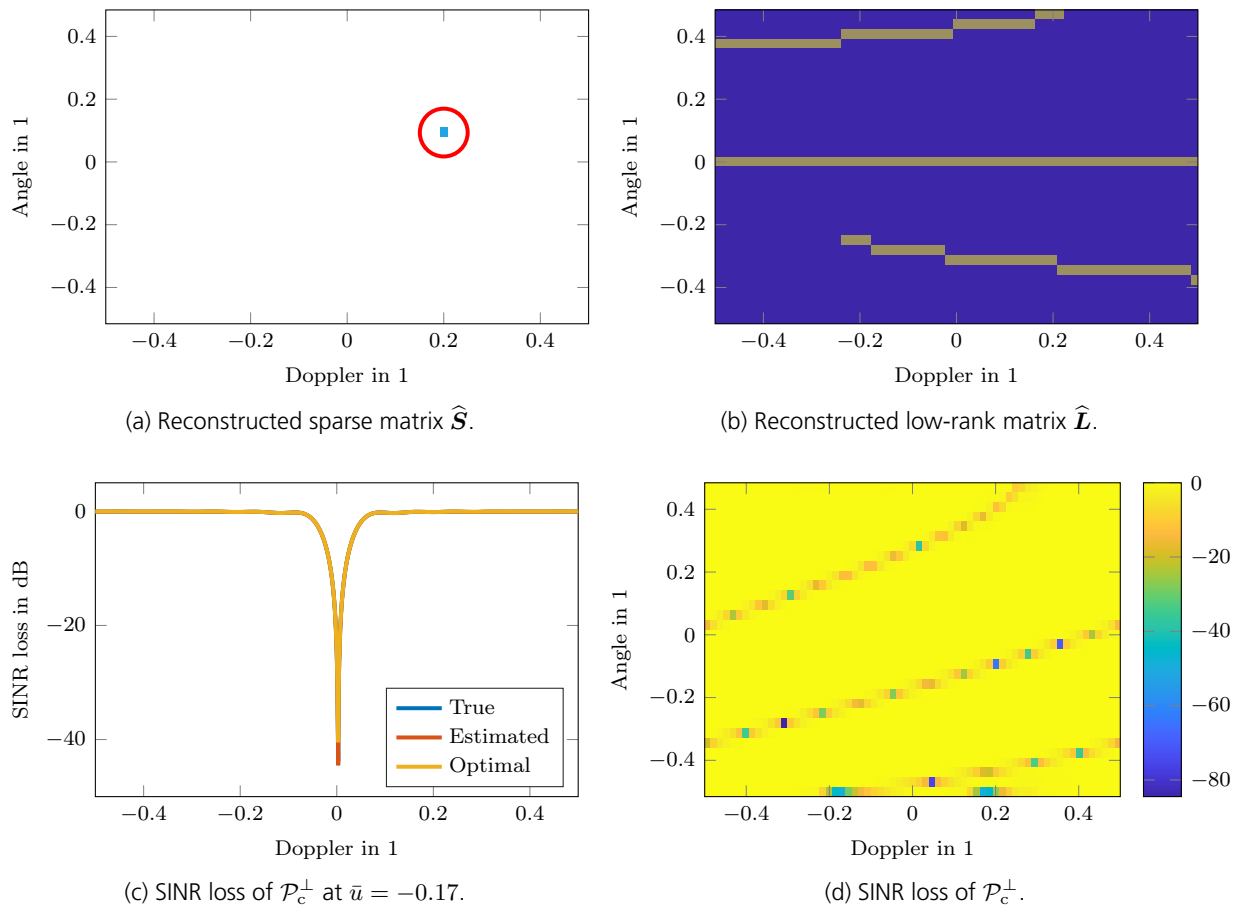 0.4
0.2
0
−0.2
−0.4
Angle in 1
−0.4 −0.2 0 0.2 0.4
Doppler in 1
(a) Reconstructed sparse matrix Ŝ.
0.4
0.2
0
−0.2
−0.4
Angle in 1
−0.4 −0.2 0 0.2 0.4
Doppler in 1
(b) Reconstructed low-rank matrix L̂.
0
−20
−40
SINR loss in dB
True
Estimated
Optimal
−0.4 −0.2 0 0.2 0.4
Doppler in 1
(c) SINR loss of 𝒫_c^⊥ at ū = −0.17.
0.4
0.2
0
−0.2
−0.4
Angle in 1
−0.4 −0.2 0 0.2 0.4
Doppler in 1
0
−20
−40
−60
−80
(d) SINR loss of 𝒫_c^⊥.